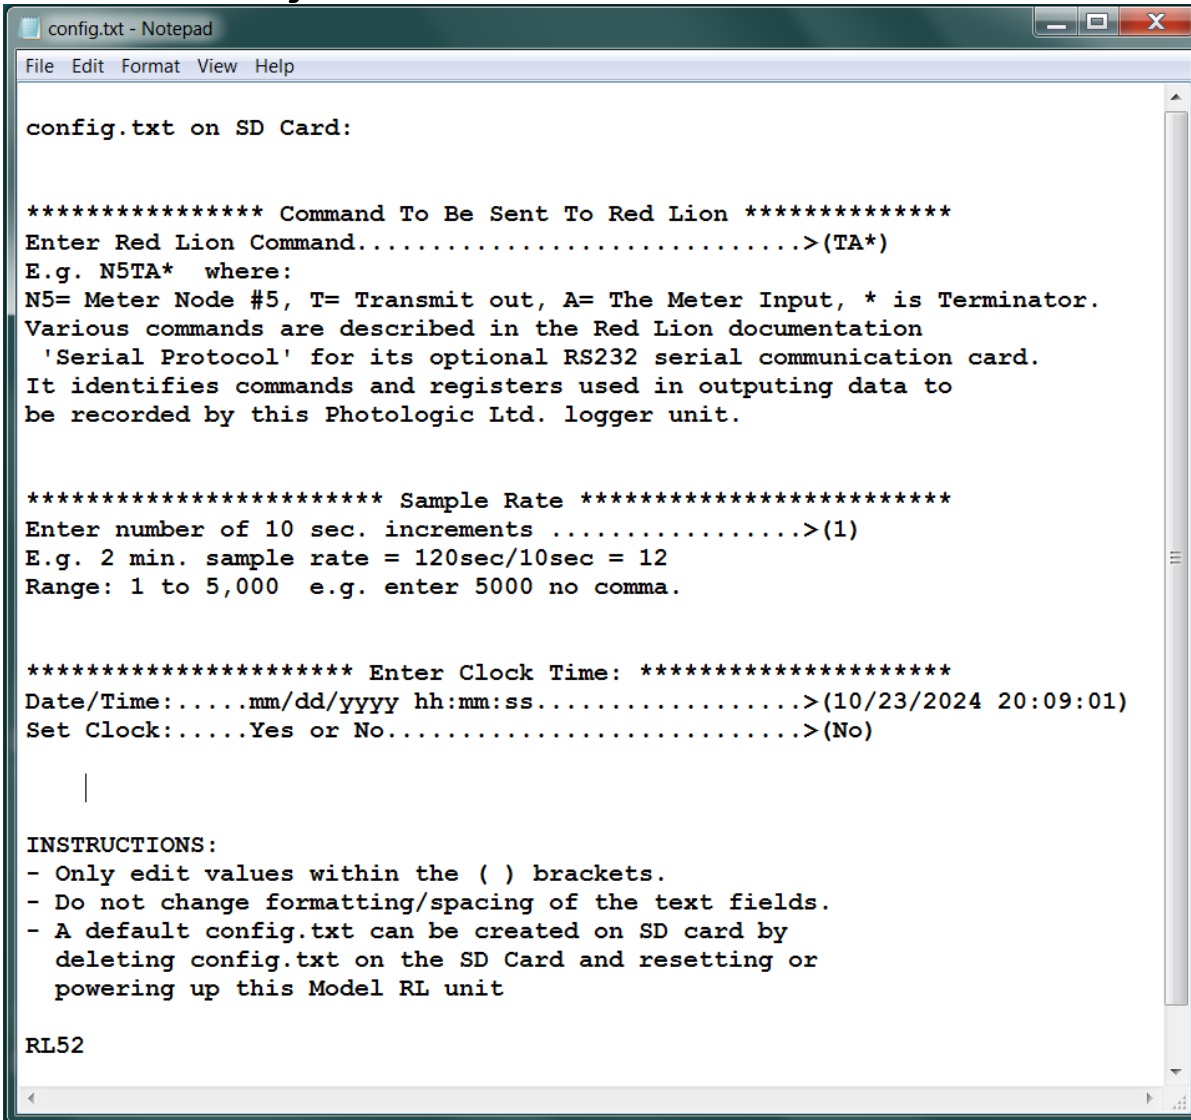 config.txt - Notepad
File Edit Format View Help
config.txt on SD Card:
**************** Command To Be Sent To Red Lion **************
Enter Red Lion Command..............................>(TA*)
E.g. N5TA*  where:
N5= Meter Node #5, T= Transmit out, A= The Meter Input, * is Terminator.
Various commands are described in the Red Lion documentation
 'Serial Protocol' for its optional RS232 serial communication card.
It identifies commands and registers used in outputing data to
be recorded by this Photologic Ltd. logger unit.
************************ Sample Rate *************************
Enter number of 10 sec. increments .................>(1)
E.g. 2 min. sample rate = 120sec/10sec = 12
Range: 1 to 5,000  e.g. enter 5000 no comma.
********************** Enter Clock Time: *********************
Date/Time:.....mm/dd/yyyy hh:mm:ss..................>(10/23/2024 20:09:01)
Set Clock:.....Yes or No............................>(No)
INSTRUCTIONS:
- Only edit values within the ( ) brackets.
- Do not change formatting/spacing of the text fields.
- A default config.txt can be created on SD card by
  deleting config.txt on the SD Card and resetting or
  powering up this Model RL unit
RL52